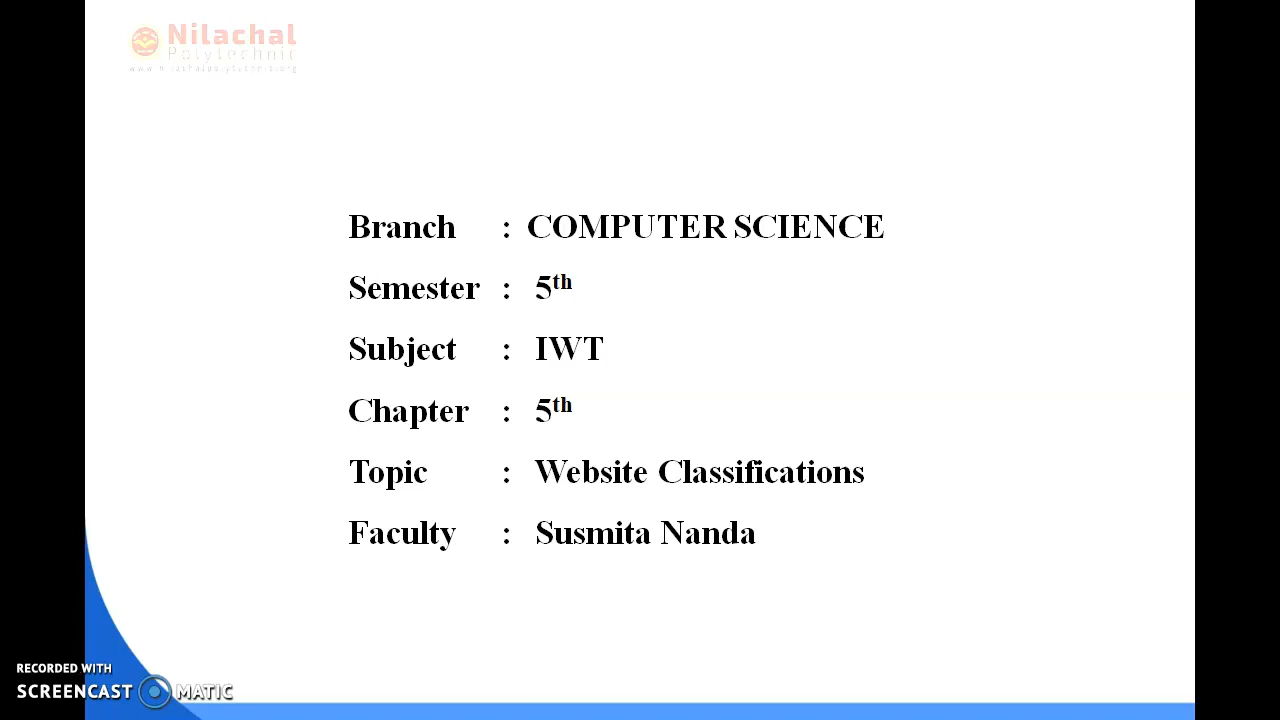 Nilachal
Polytechnic
Branch : COMPUTER SCIENCE
Semester : 5th
Subject : IWT
Chapter : 5th
Topic : Website Classifications
Faculty : Susmita Nanda
RECORDED WITH
SCREENCAST MATIC